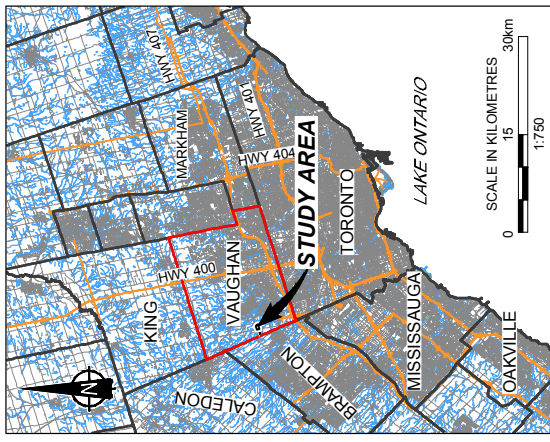 N
HWY 407
MARKHAM
HWY 401
HWY 404
KING
HWY 400
VAUGHAN
STUDY AREA
TORONTO
LAKE ONTARIO
CALEDON
BRAMPTON
MISSISSAUGA
OAKVILLE
SCALE IN KILOMETRES
0 15 30km
1:750